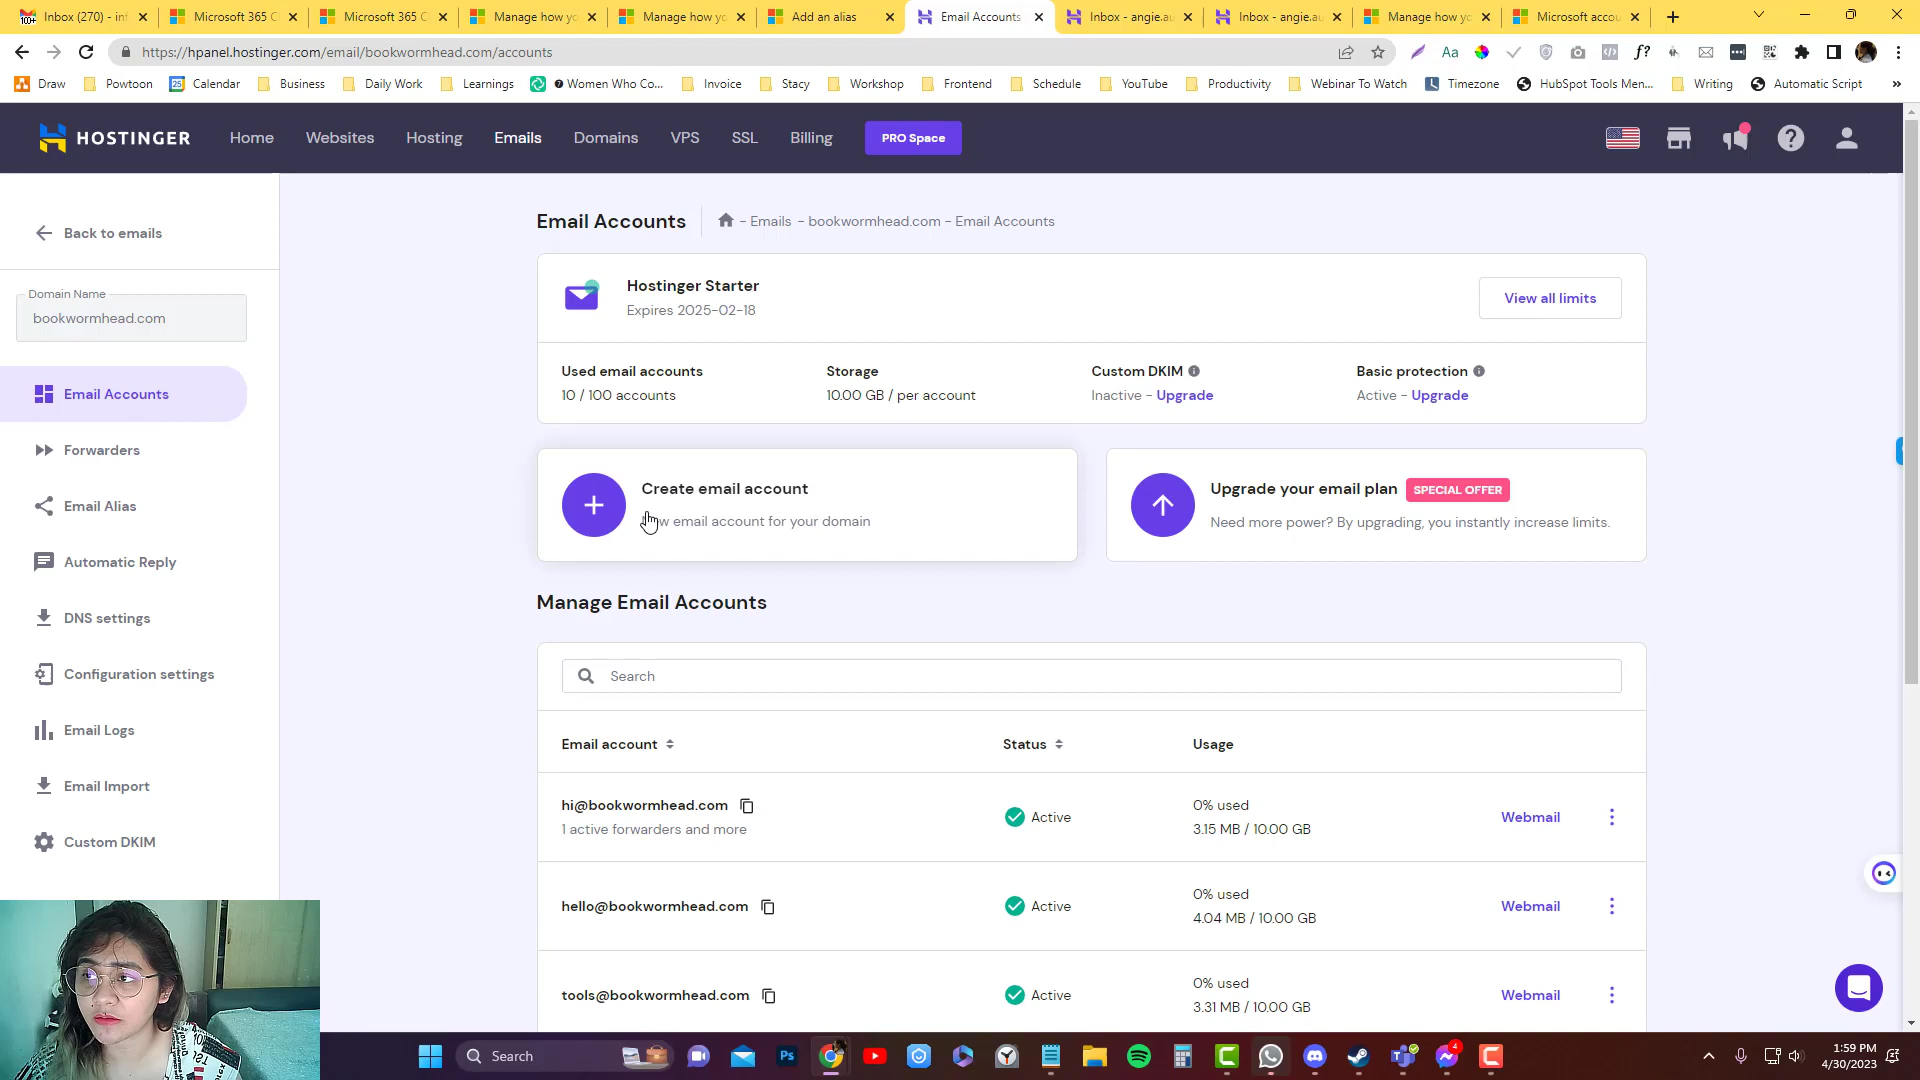 Inbox (270) - inf
Microsoft 365 C
Microsoft 365 C
Manage how yo
Manage how yo
Add an alias
Email Accounts
Inbox - angie.au
Inbox - angie.au
Manage how yo
Microsoft accou
https://hpanel.hostinger.com/email/bookwormhead.com/accounts
Draw
Powtoon
Calendar
Business
Daily Work
Learnings
Women Who Co...
Invoice
Stacy
Workshop
Frontend
Schedule
YouTube
Productivity
Webinar To Watch
Timezone
HubSpot Tools Men...
Writing
Automatic Script
HOSTINGER
Home
Websites
Hosting
Emails
Domains
VPS
SSL
Billing
PRO Space
Back to emails
Domain Name
bookwormhead.com
Email Accounts
Forwarders
Email Alias
Automatic Reply
DNS settings
Configuration settings
Email Logs
Email Import
Custom DKIM
Email Accounts
- Emails - bookwormhead.com - Email Accounts
Hostinger Starter
Expires 2025-02-18
View all limits
Used email accounts
10 / 100 accounts
Storage
10.00 GB / per account
Custom DKIM
Inactive - Upgrade
Basic protection
Active - Upgrade
Create email account
email account for your domain
Upgrade your email plan
SPECIAL OFFER
Need more power? By upgrading, you instantly increase limits.
Manage Email Accounts
Search
Email account
Status
Usage
hi@bookwormhead.com
1 active forwarders and more
Active
0% used
3.15 MB / 10.00 GB
Webmail
hello@bookwormhead.com
Active
0% used
4.04 MB / 10.00 GB
Webmail
tools@bookwormhead.com
Active
0% used
3.31 MB / 10.00 GB
Webmail
Search
1:59 PM
4/30/2023